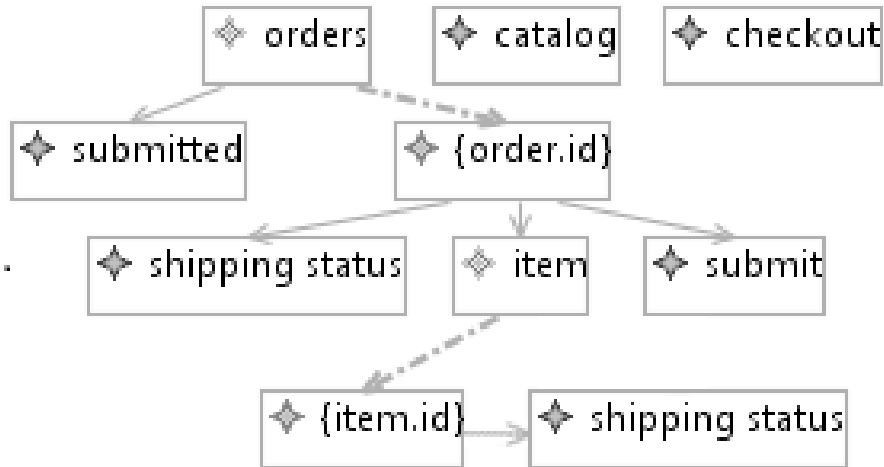 orders
catalog
checkout
submitted
{order.id}
shipping status
item
submit
{item.id}
shipping status